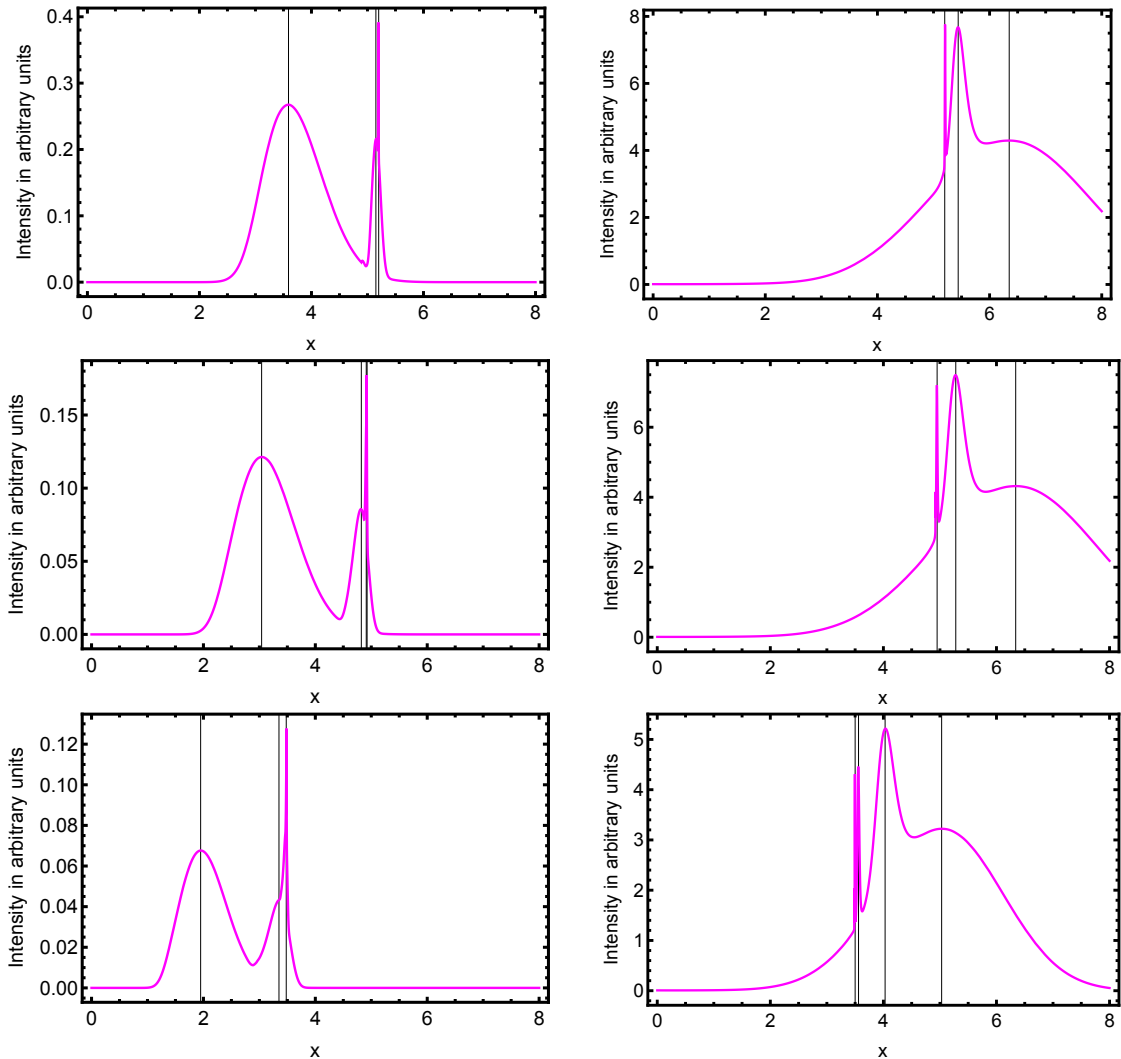 Intensity in arbitrary units
0.4
0.3
0.2
0.1
0.0
0 2 4 6 8
x
Intensity in arbitrary units
8
6
4
2
0
0 2 4 6 8
x
Intensity in arbitrary units
0.15
0.10
0.05
0.00
0 2 4 6 8
x
Intensity in arbitrary units
6
4
2
0
0 2 4 6 8
x
Intensity in arbitrary units
0.12
0.10
0.08
0.06
0.04
0.02
0.00
0 2 4 6 8
x
Intensity in arbitrary units
5
4
3
2
1
0
0 2 4 6 8
x